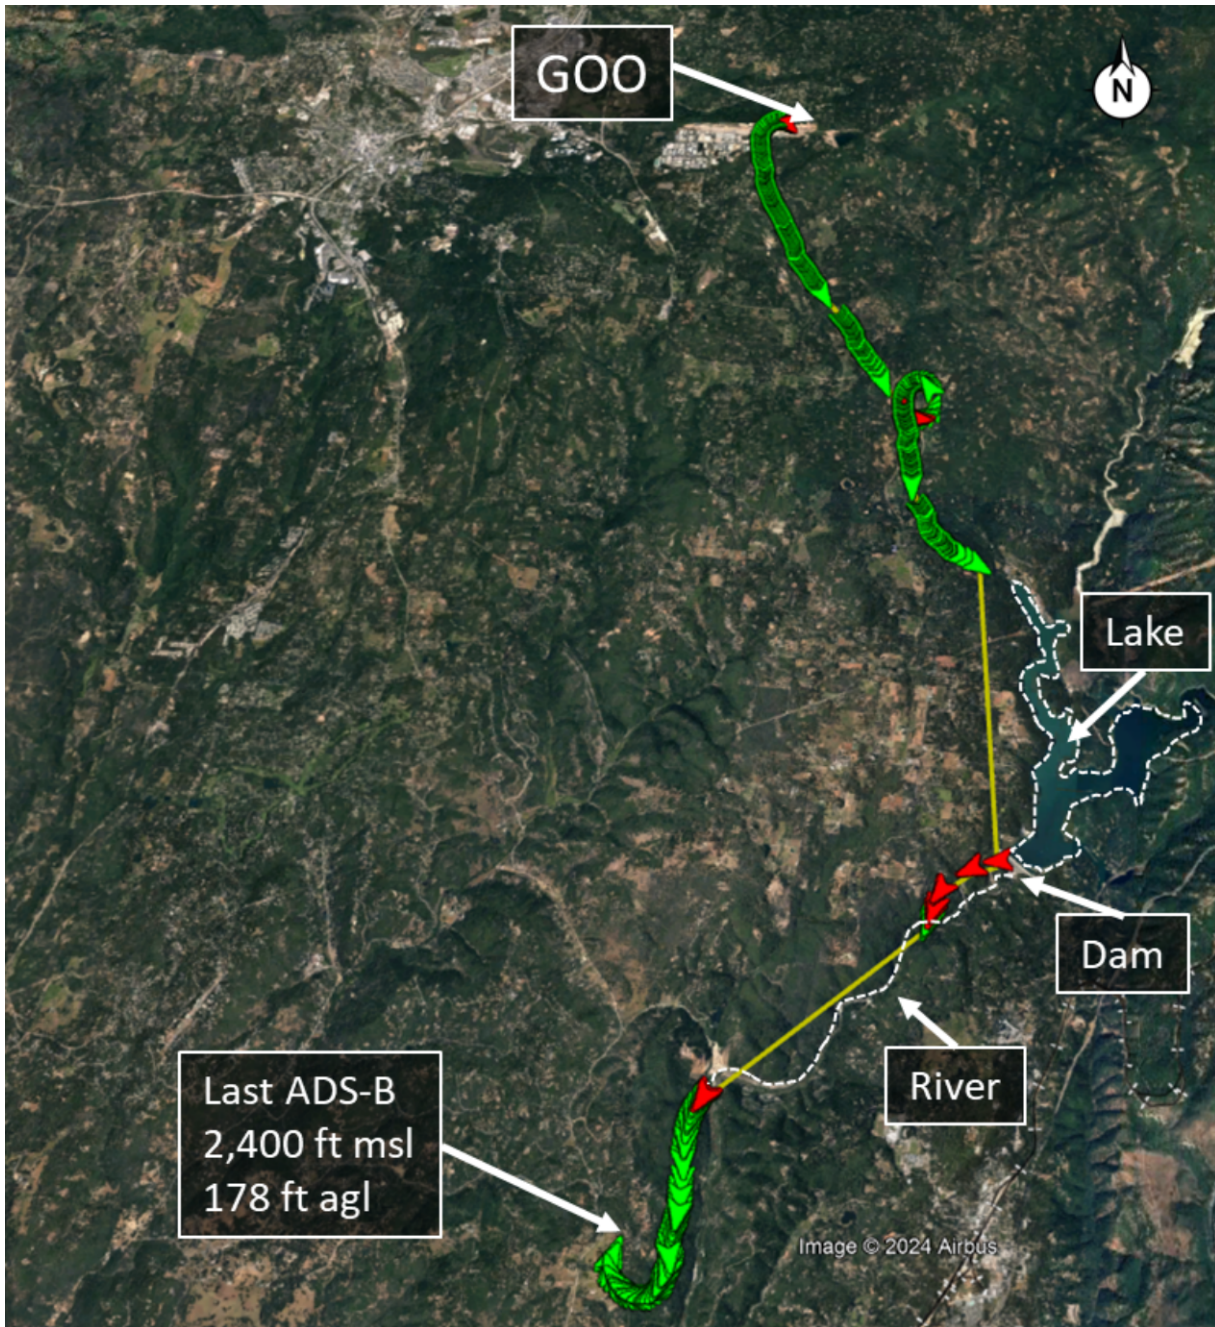 GOO
N
Lake
Dam
River
Last ADS-B
2,400 ft msl
178 ft agl
Image © 2024 Airbus